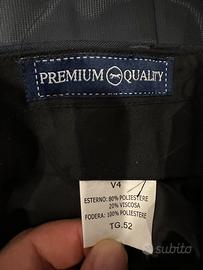 PREMIUM QUALITY
V4
ESTERNO: 80% POLIESTERE
20% VISCOSA
FODERA: 100% POLIESTERE
TG.52
subito